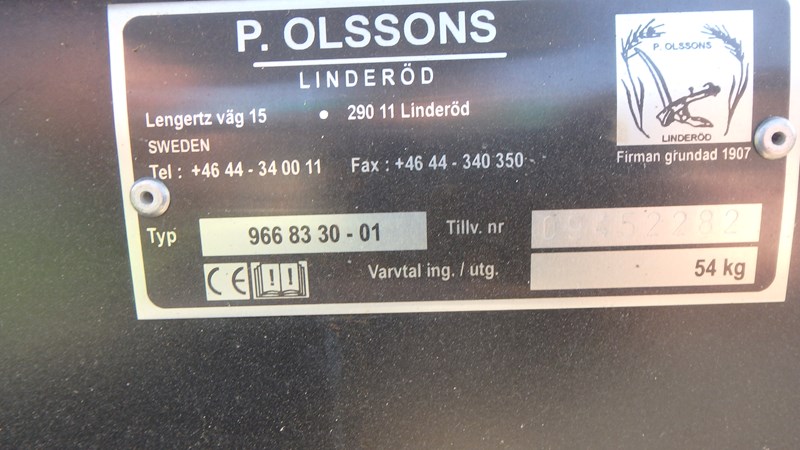 P. OLSSONS
LINDERÖD
Lengertz väg 15 • 290 11 Linderöd
SWEDEN
Tel : +46 44 - 34 00 11 Fax : +46 44 - 340 350
P. OLSSONS
LINDERÖD
Firman grundad 1907
Typ 966 83 30 - 01 Tillv. nr
CE Varvtal ing. / utg. 54 kg